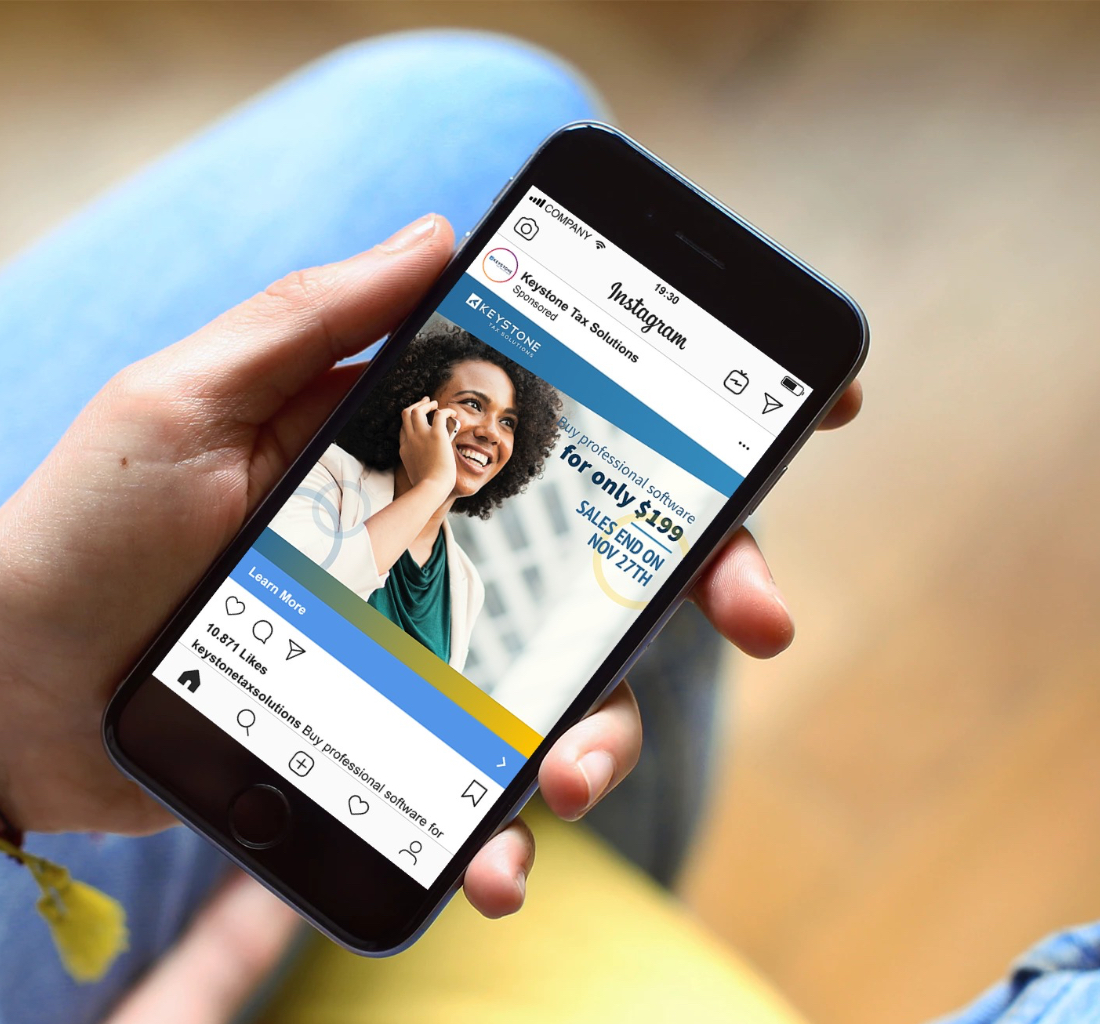 COMPANY
19:30
Instagram
KEYSTONE
Keystone Tax Solutions
Sponsored
KEYSTONE
TAX SOLUTIONS
Buy professional software
for only $199
SALES END ON
NOV 27TH
Learn More
10.871 Likes
keystonetaxsolutions Buy professional software for